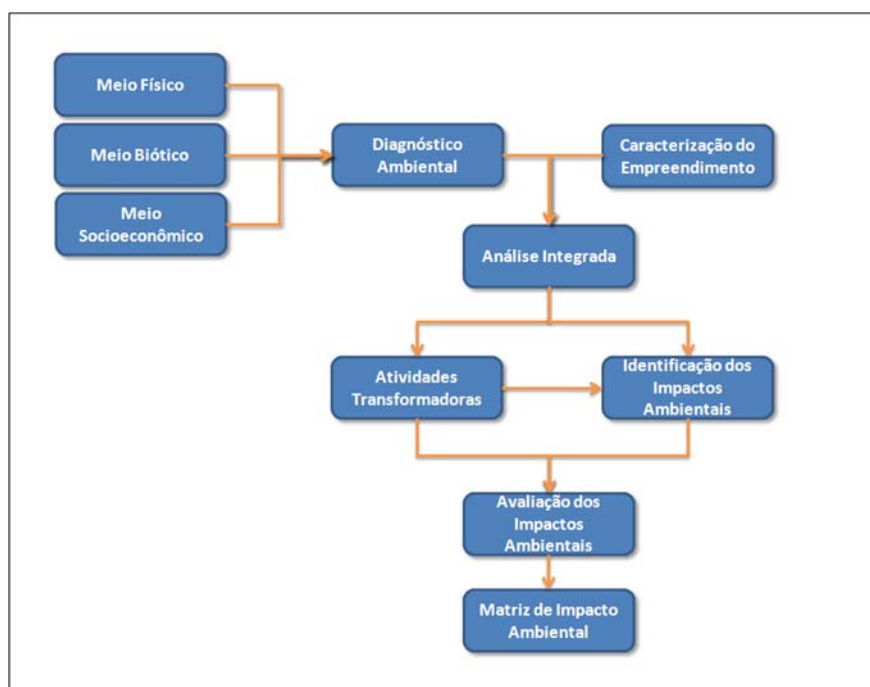 Meio Físico
Meio Biótico
Meio
Socioeconômico
Diagnóstico
Ambiental
Caracterização do
Empreendimento
Análise Integrada
Atividades
Transformadoras
Identificação dos
Impactos
Ambientais
Avaliação dos
Impactos
Ambientais
Matriz de Impacto
Ambiental